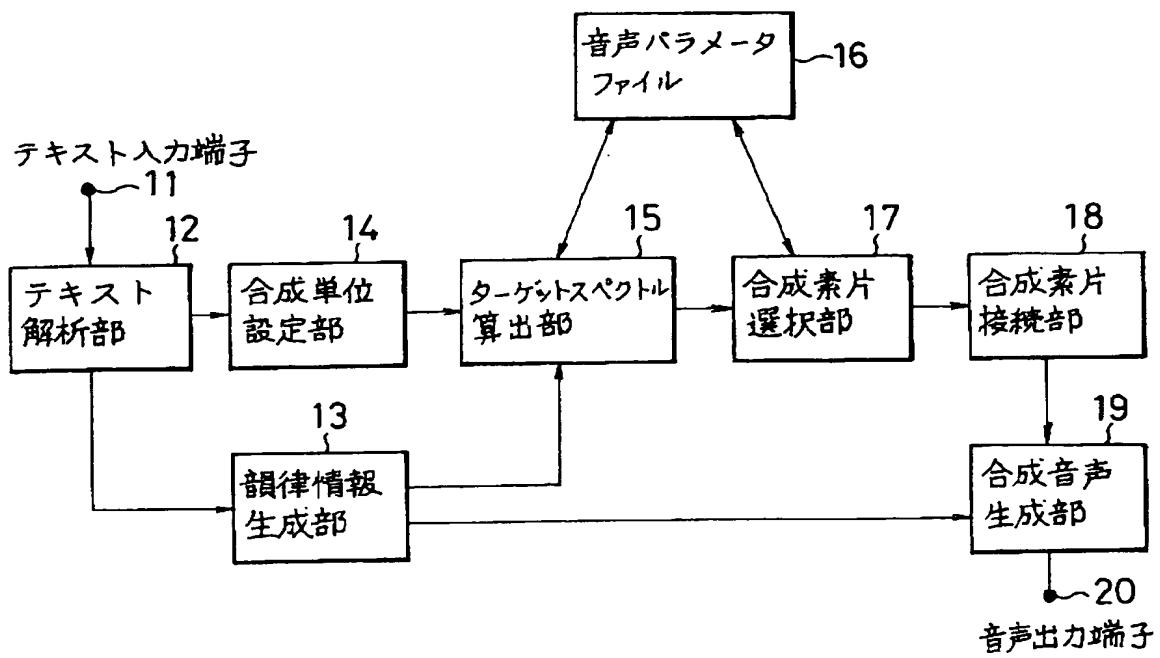 音声パラメータ
ファイル
16
テキスト入力端子
11
12
テキスト
解析部
14
合成単位
設定部
15
ターゲットスペクトル
算出部
17
合成素片
選択部
18
合成素片
接続部
13
韻律情報
生成部
19
合成音声
生成部
20
音声出力端子